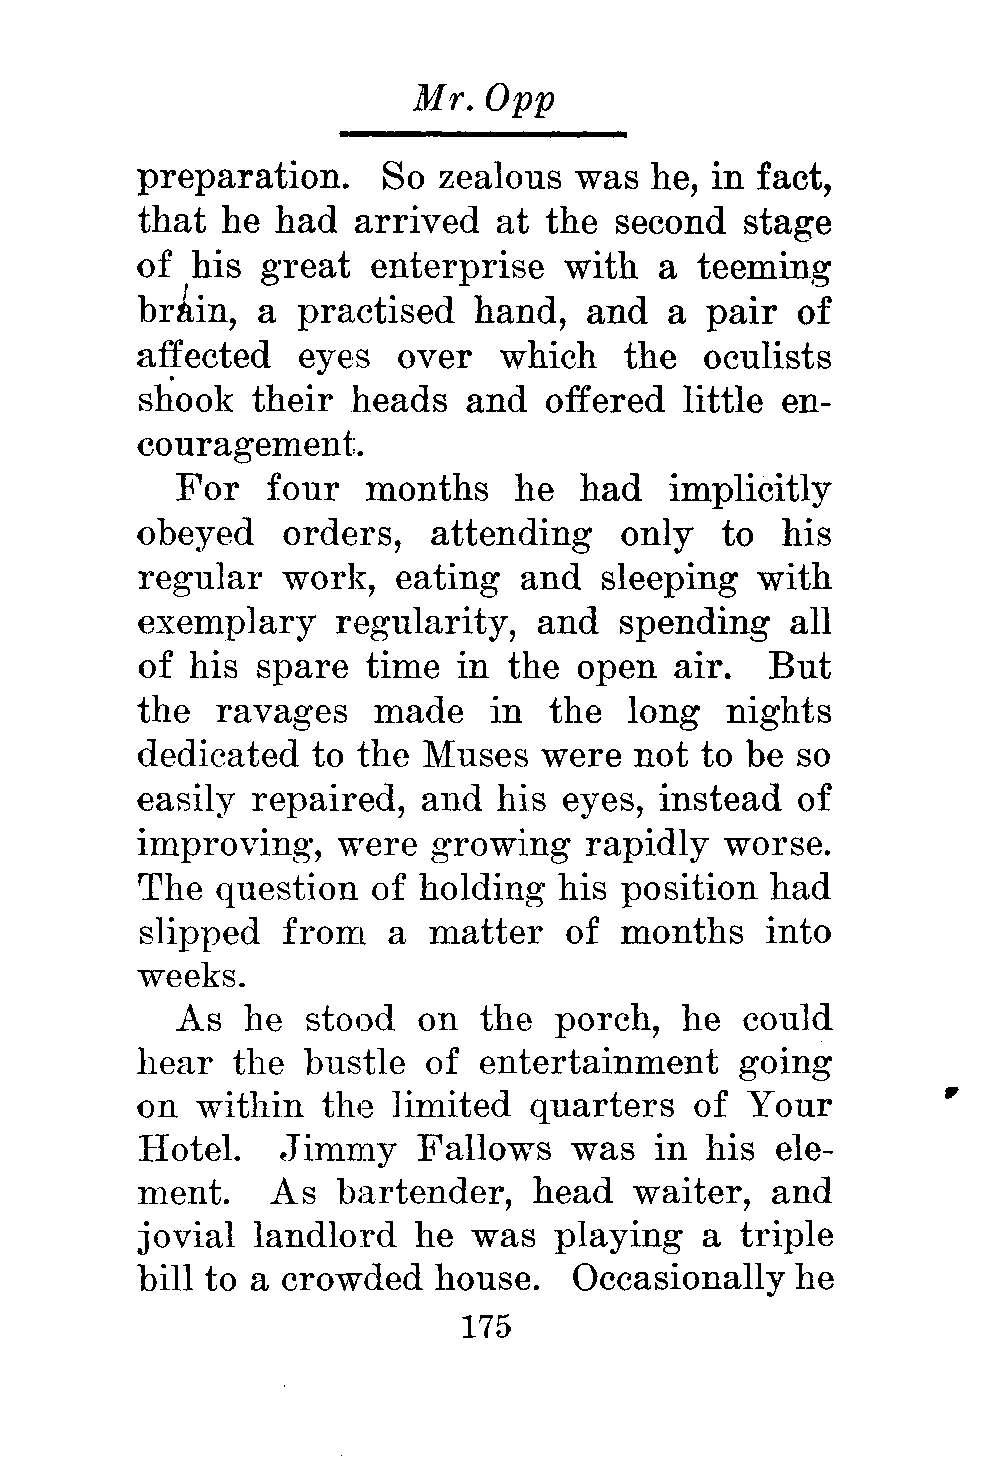 Mr. Opp
preparation. So zealous was he, in fact,
that he had arrived at the second stage
of his great enterprise with a teeming
brain, a practised hand, and a pair of
affected eyes over which the oculists
shook their heads and offered little en-
couragement.
For four months he had implicitly
obeyed orders, attending only to his
regular work, eating and sleeping with
exemplary regularity, and spending all
of his spare time in the open air. But
the ravages made in the long nights
dedicated to the Muses were not to be so
easily repaired, and his eyes, instead of
improving, were growing rapidly worse.
The question of holding his position had
slipped from a matter of months into
weeks.
As he stood on the porch, he could
hear the bustle of entertainment going
on within the limited quarters of Your
Hotel. Jimmy Fallows was in his ele-
ment. As bartender, head waiter, and
jovial landlord he was playing a triple
bill to a crowded house. Occasionally he
175